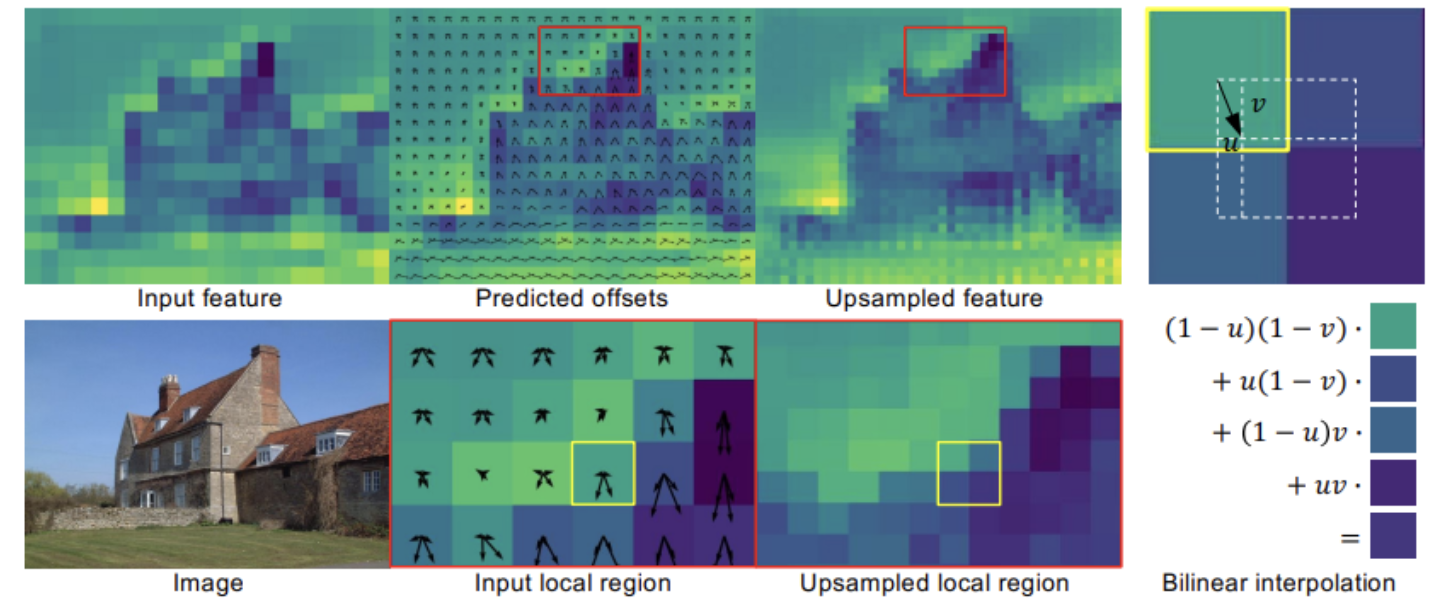 Input feature
Predicted offsets
Upsampled feature
v
u
Image
Input local region
Upsampled local region
(1 − u)(1 − v) ·
+ u(1 − v) ·
+ (1 − u)v ·
+ uv ·
=
Bilinear interpolation